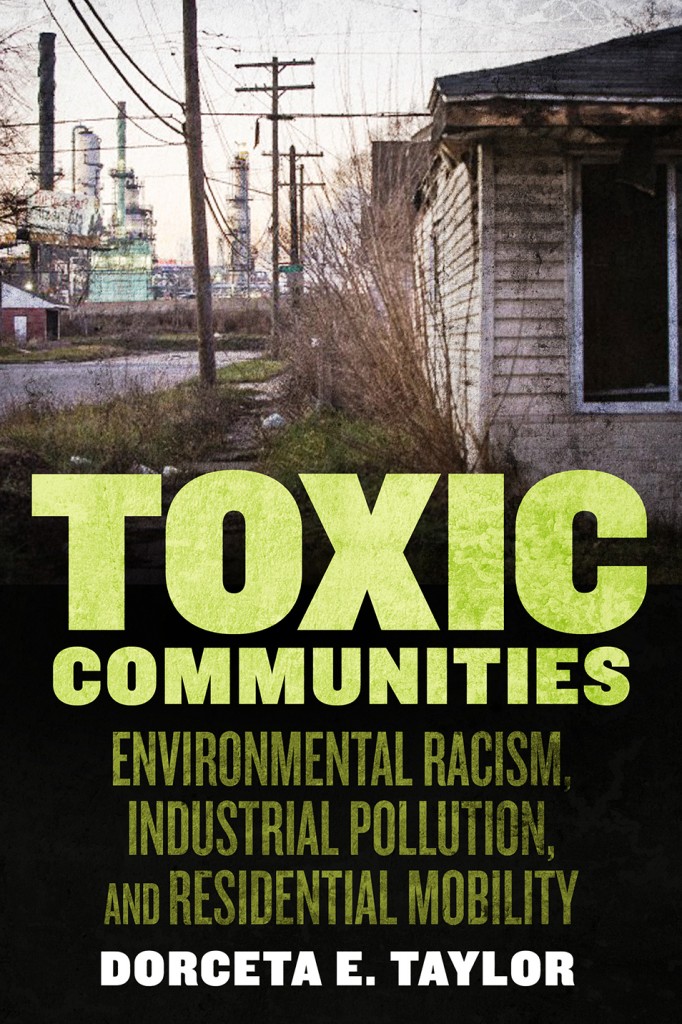 TOXIC
COMMUNITIES
ENVIRONMENTAL RACISM,
INDUSTRIAL POLLUTION,
AND RESIDENTIAL MOBILITY
DORCETA E. TAYLOR